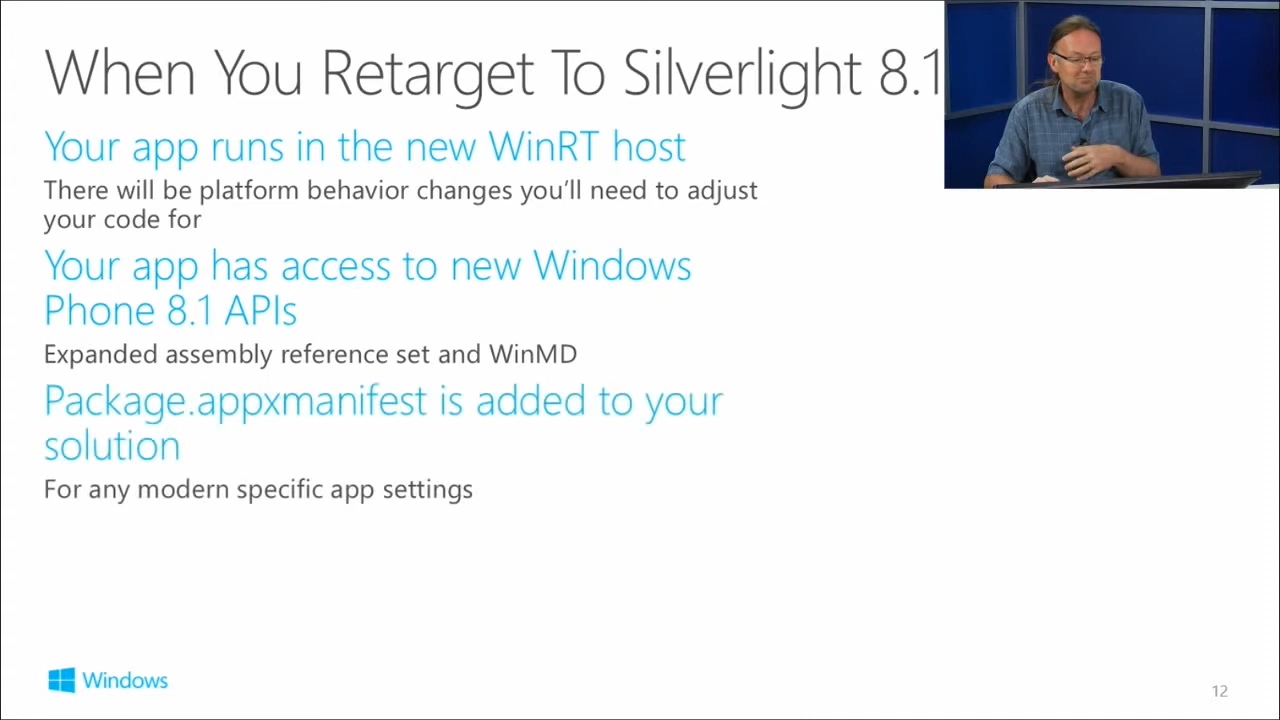 When You Retarget To Silverlight 8.1
Your app runs in the new WinRT host
There will be platform behavior changes you'll need to adjust
your code for
Your app has access to new Windows
Phone 8.1 APIs
Expanded assembly reference set and WinMD
Package.appxmanifest is added to your
solution
For any modern specific app settings
Windows
12